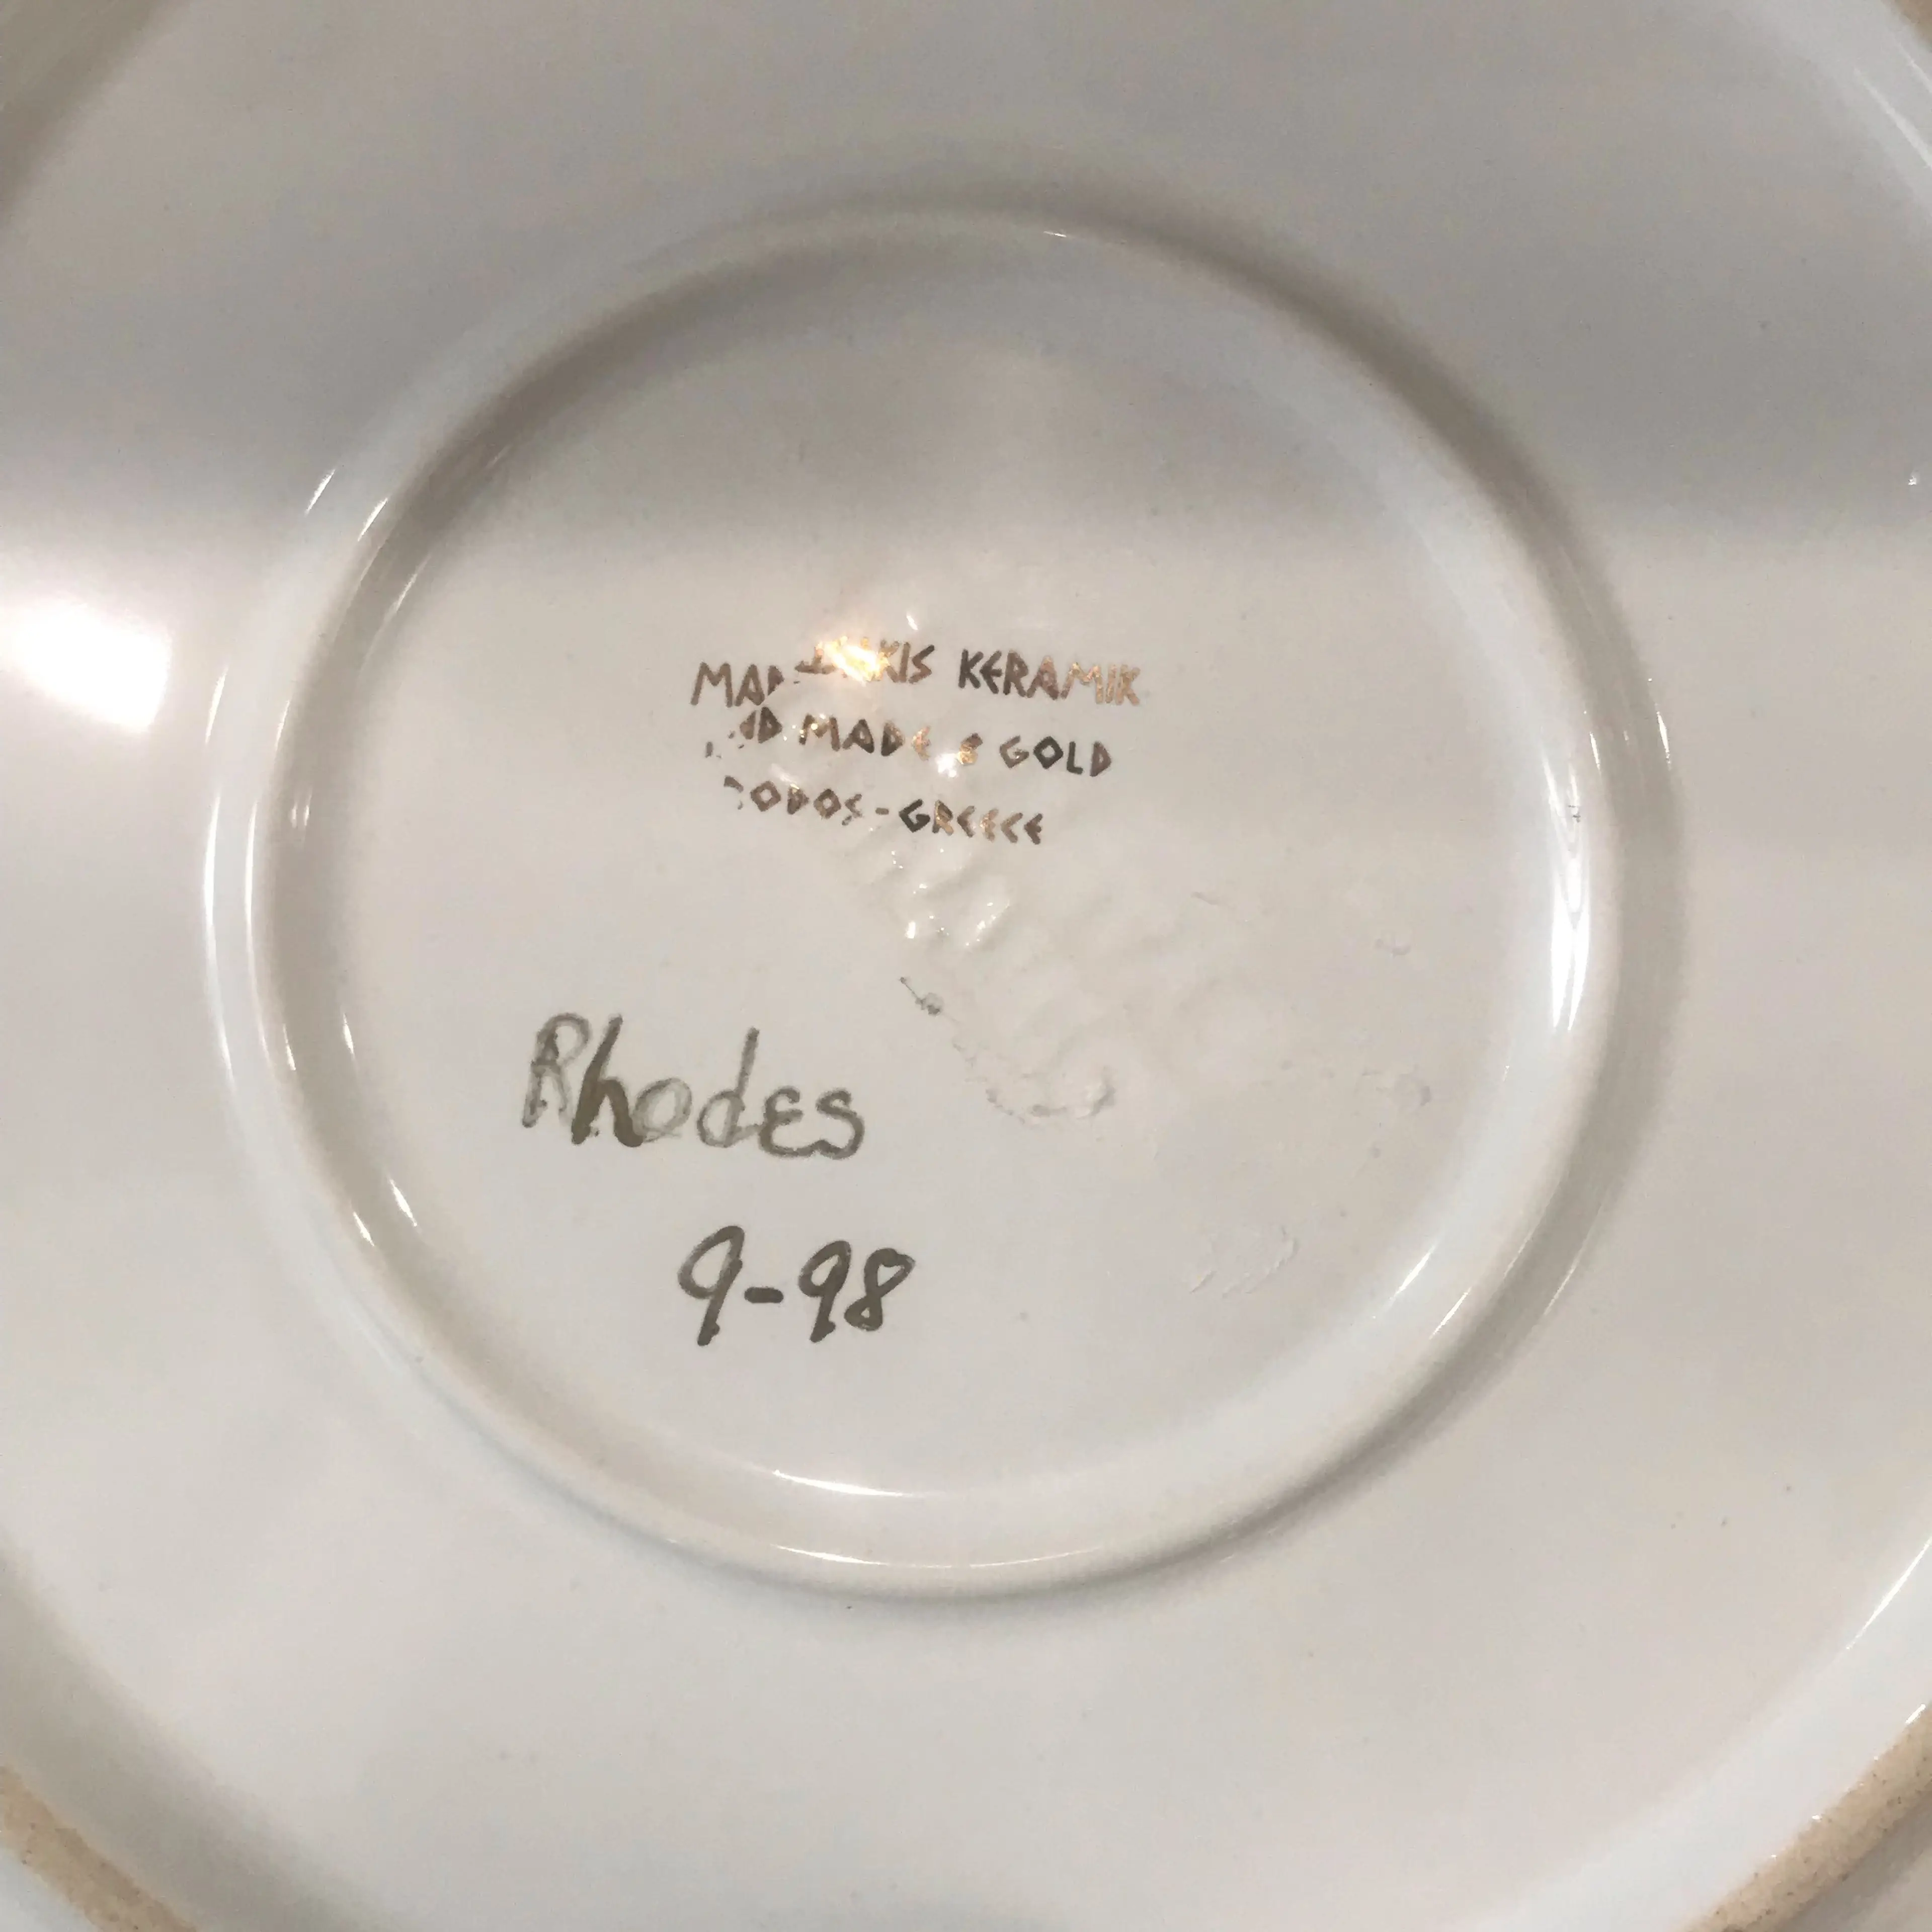 KERAMIK
MADE & GOLD
-GREECE
Rhodes
9-98